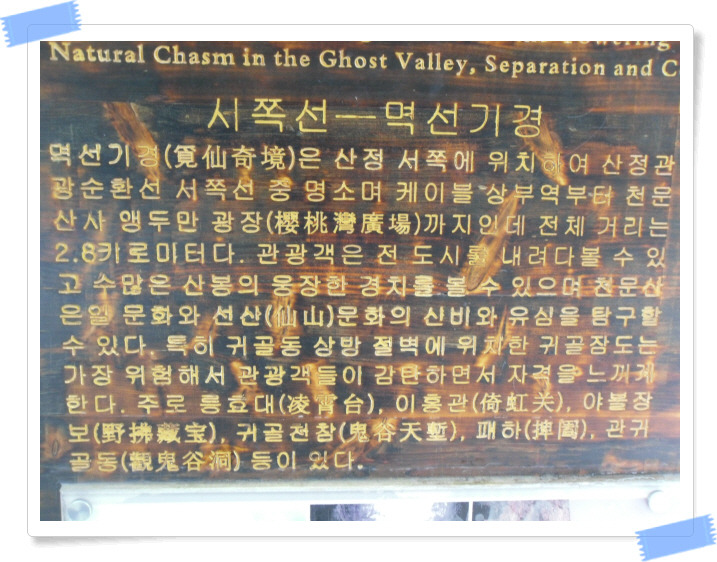 Natural Chasm in the Ghost Valley, Separation and C
서쪽선—멱선기경
멱선기경(覓仙奇境)은 산정 서쪽에 위치하여 산정관
광순환선 서쪽선 중 명소며 케이블 상부역부터 천문
산사 앵두만 광장(櫻桃灣廣場)까지인데 전체 거리는
2.8카로미터다. 관광객은 전 도시를 내려다볼 수 있
고 수많은 산봉의 웅장한 경치를 볼 수 있으며 천문산
은일 문화와 선산(仙山)문화의 신비와 유심을 탐구할
수 있다. 특히 귀골동 상방 절벽에 위치한 귀곡잔도는
가장 위험해서 관광객들이 감탄하면서 자격을 느끼게
한다. 주로 릉효대(凌霄台), 이홍관(倚虹关), 야불장
보(野拂藏宝), 귀골천참(鬼谷天塹), 패하(捭阖), 관귀
골동(觀鬼谷洞) 등이 있다.